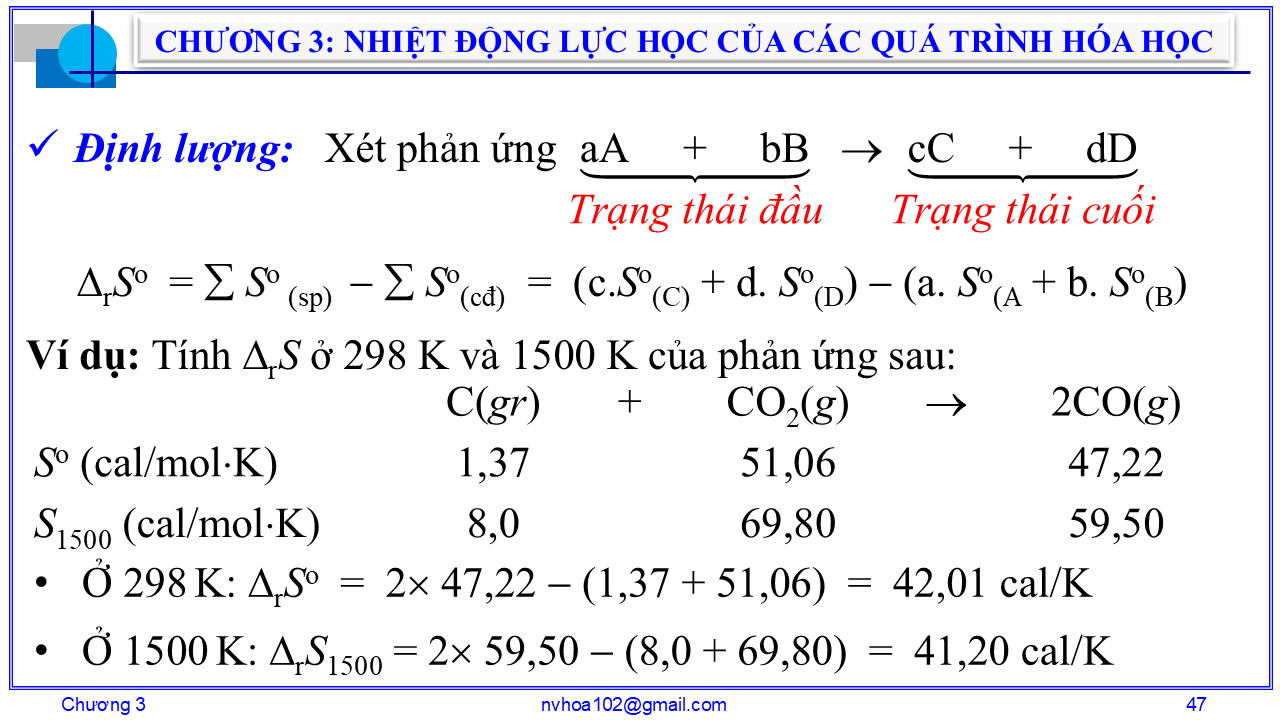 CHƯƠNG 3: NHIỆT ĐỘNG LỰC HỌC CỦA CÁC QUÁ TRÌNH HÓA HỌC
✓ Định lượng: Xét phản ứng aA + bB → cC + dD
Trạng thái đầu Trạng thái cuối
ΔᵣSᵒ = ∑ Sᵒ (sp) – ∑ Sᵒ(cđ) = (c.Sᵒ(C) + d. Sᵒ(D)) – (a. Sᵒ(A + b. Sᵒ(B)
Ví dụ: Tính ΔᵣS ở 298 K và 1500 K của phản ứng sau:
C(gr) + CO₂(g) → 2CO(g)
Sᵒ (cal/mol·K) 1,37 51,06 47,22
S₁₅₀₀ (cal/mol·K) 8,0 69,80 59,50
• Ở 298 K: ΔᵣSᵒ = 2× 47,22 – (1,37 + 51,06) = 42,01 cal/K
• Ở 1500 K: ΔᵣS₁₅₀₀ = 2× 59,50 – (8,0 + 69,80) = 41,20 cal/K
Chương 3 nvhoa102@gmail.com 47